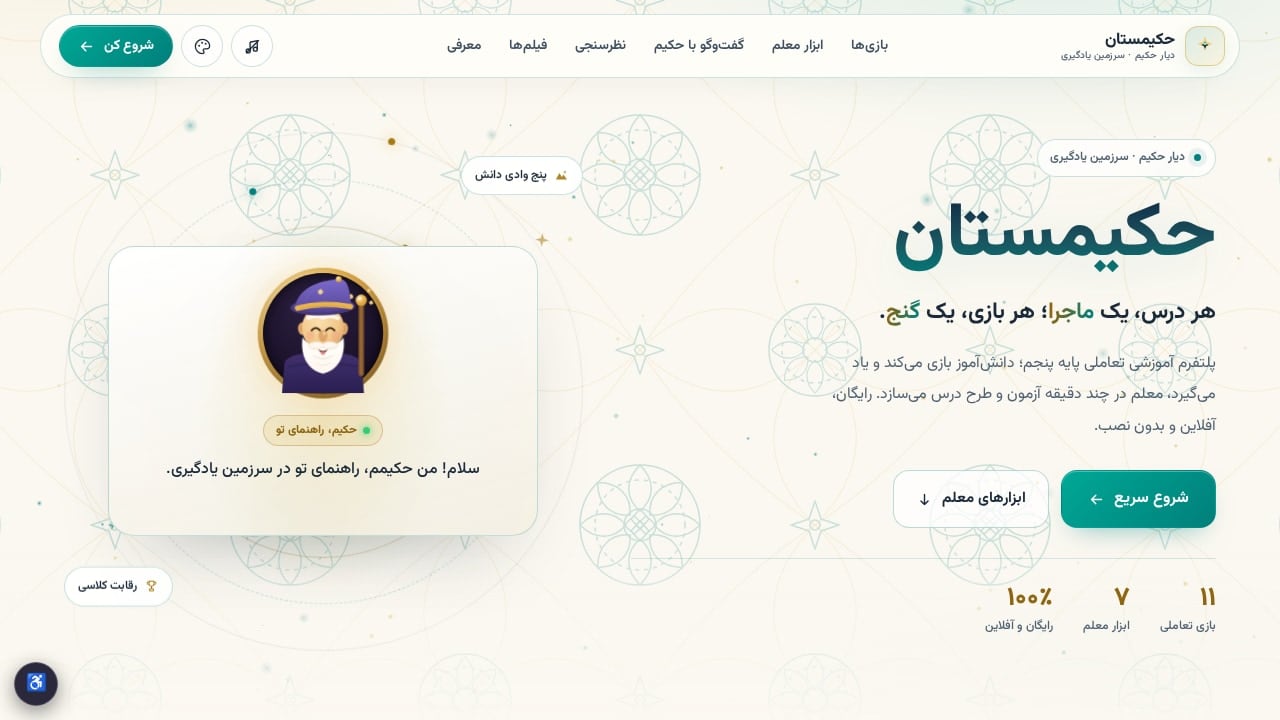 حکیمستان
دیار حکیم · سرزمین یادگیری
بازی‌ها
ابزار معلم
گفت‌وگو با حکیم
نظرسنجی
فیلم‌ها
معرفی
شروع کن
دیار حکیم · سرزمین یادگیری
حکیمستان
هر درس، یک ماجرا؛ هر بازی، یک گنج.
پلتفرم آموزشی تعاملی پایه پنجم؛ دانش‌آموز بازی می‌کند و یاد
می‌گیرد، معلم در چند دقیقه آزمون و طرح درس می‌سازد. رایگان،
آفلاین و بدون نصب.
شروع سریع
ابزارهای معلم
۱۱
بازی تعاملی
۷
ابزار معلم
۱۰۰٪
رایگان و آفلاین
پنج وادی دانش
حکیم، راهنمای تو
سلام! من حکیمم، راهنمای تو در سرزمین یادگیری.
رقابت کلاسی